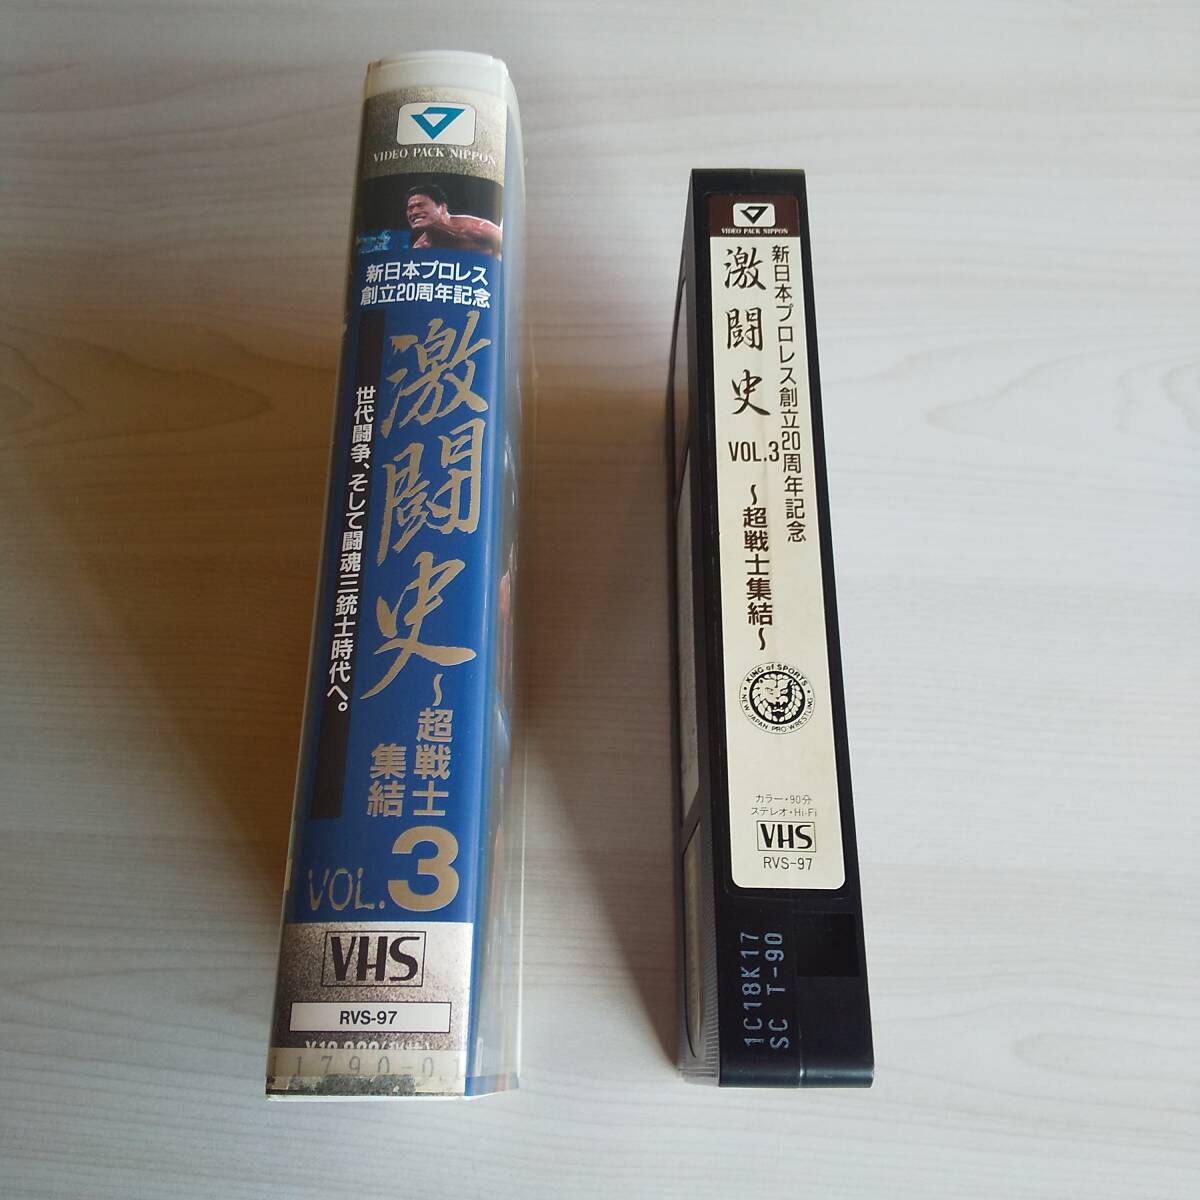 VIDEO PACK NIPPON
新日本プロレス
創立20周年記念
激闘史
～超戦士
集結
世代闘争、そして闘魂三銃士時代へ。
VOL.3
VHS
RVS-97
11790-01
VIDEO PACK NIPPON
新日本プロレス創立20周年記念
激闘史 VOL.3 ～超戦士集結～
KING of SPORTS
NEW JAPAN PRO-WRESTLING
カラー・90分
ステレオ・Hi-Fi
VHS
RVS-97
1C18K17
SC T-90